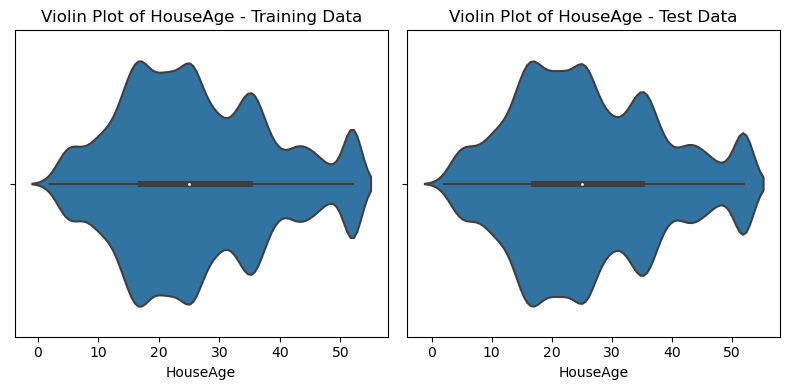 Violin Plot of HouseAge - Training Data
Violin Plot of HouseAge - Test Data
0 10 20 30 40 50
0 10 20 30 40 50
HouseAge
HouseAge